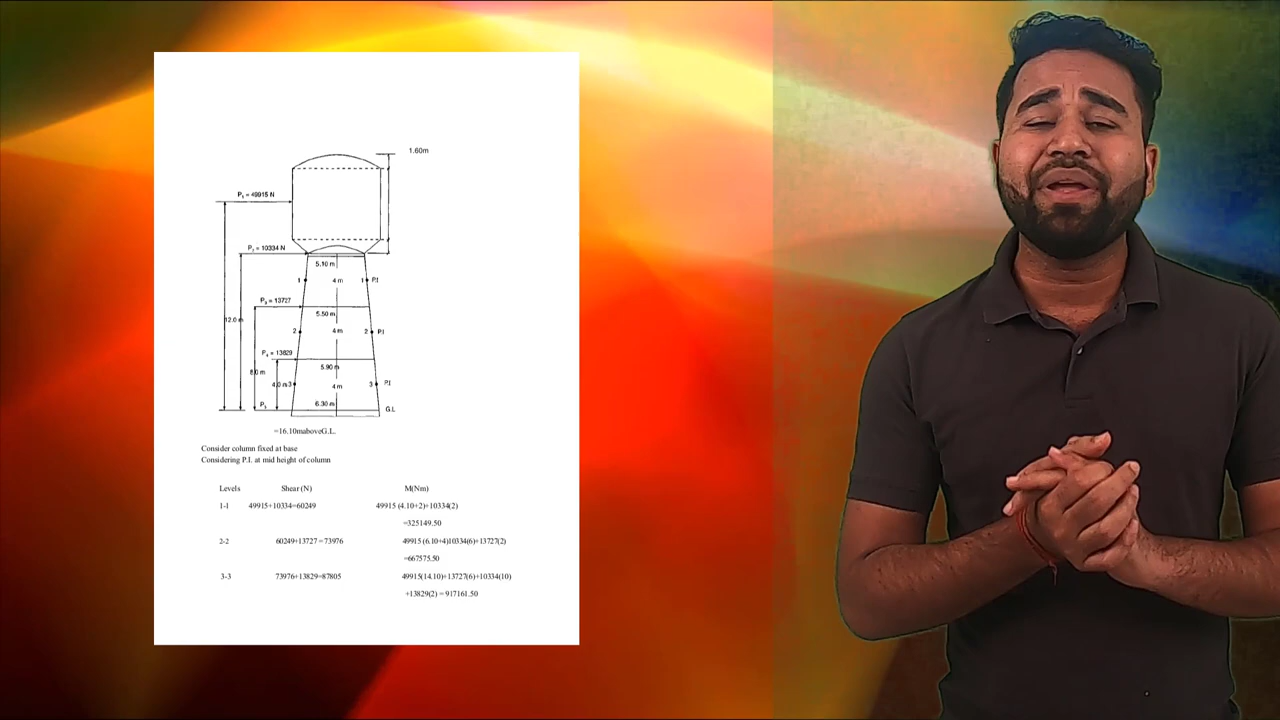 1.60m
P₁ = 49915 N
P₂ = 10334 N
5.10 m
1 4 m 1 P.I
P₃ = 13727
5.50 m
12.0 m
2 4 m 2 P.I
P₄ = 13829
5.90 m
8.0 m
4.0 m 3 4 m 3 P.I
P₅ 6.30 m
G.L
=16.10maboveG.L.
Consider column fixed at base
Considering P.I. at mid height of column
Levels Shear (N) M(Nm)
1-1 49915+10334=60249 49915 (4.10+2)+10334(2)
=325149.50
2-2 60249+13727 =73976 49915 (6.10+4)10334(6)+13727(2)
=667575.50
3-3 73976+13829=87805 49915(14.10)+13727(6)+10334(10)
+13829(2) = 917161.50